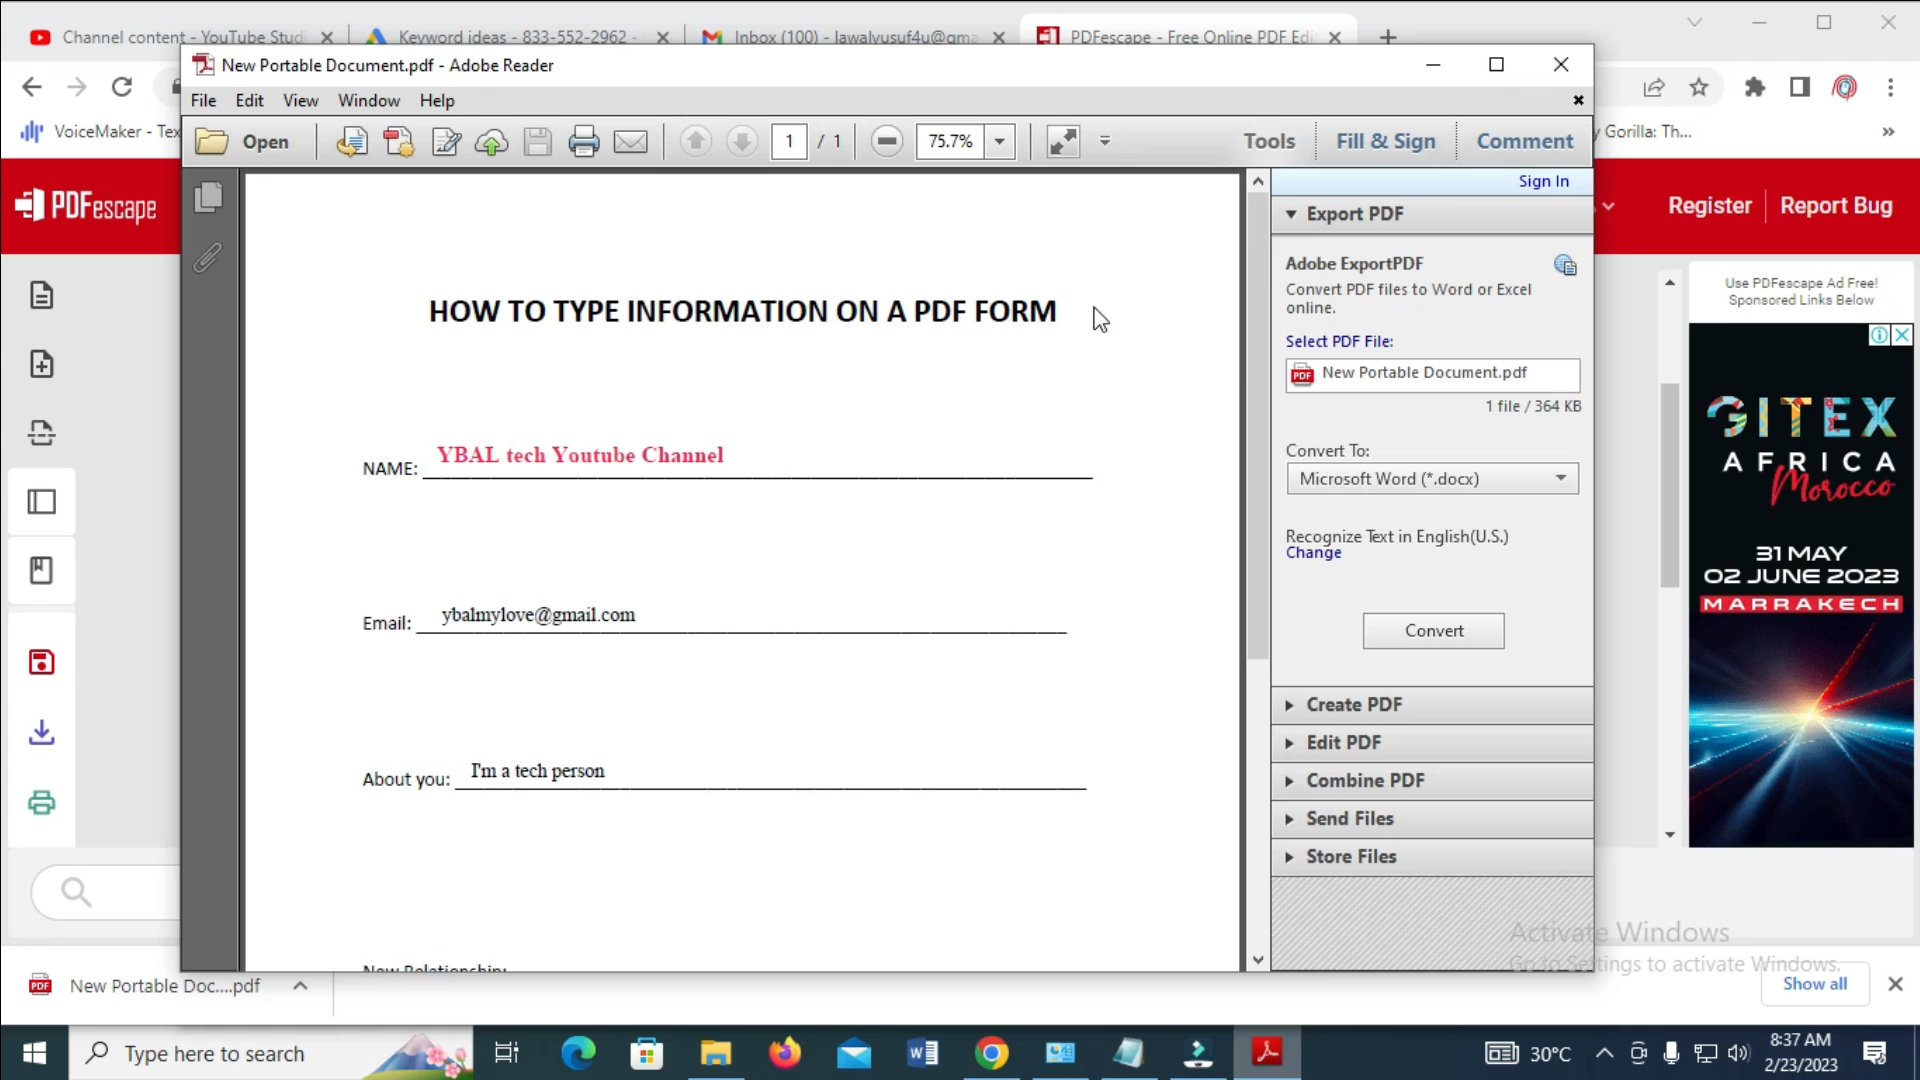 Channel content - YouTube Studi
Keyword ideas - 833-552-2962 -
Inbox (100) - lawalyusuf4u@gma
PDFescape - Free Online PDF Edi
New Portable Document.pdf - Adobe Reader
File Edit View Window Help
VoiceMaker - Tex
y Gorilla: Th...
Open
1 / 1
75.7%
Tools
Fill & Sign
Comment
Sign In
PDFescape
Register
Report Bug
Export PDF
Adobe ExportPDF
Convert PDF files to Word or Excel
online.
Select PDF File:
PDF New Portable Document.pdf
1 file / 364 KB
Convert To:
Microsoft Word (*.docx)
Recognize Text in English(U.S.)
Change
Convert
Create PDF
Edit PDF
Combine PDF
Send Files
Store Files
HOW TO TYPE INFORMATION ON A PDF FORM
NAME: YBAL tech Youtube Channel
Email: ybalmylove@gmail.com
About you: I'm a tech person
New Relationship:
Use PDFescape Ad Free!
Sponsored Links Below
GITEX
AFRICA
Morocco
31 MAY
02 JUNE 2023
MARRAKECH
Activate Windows
Go to Settings to activate Windows.
PDF New Portable Doc....pdf
Show all
Type here to search
30°C
8:37 AM
2/23/2023